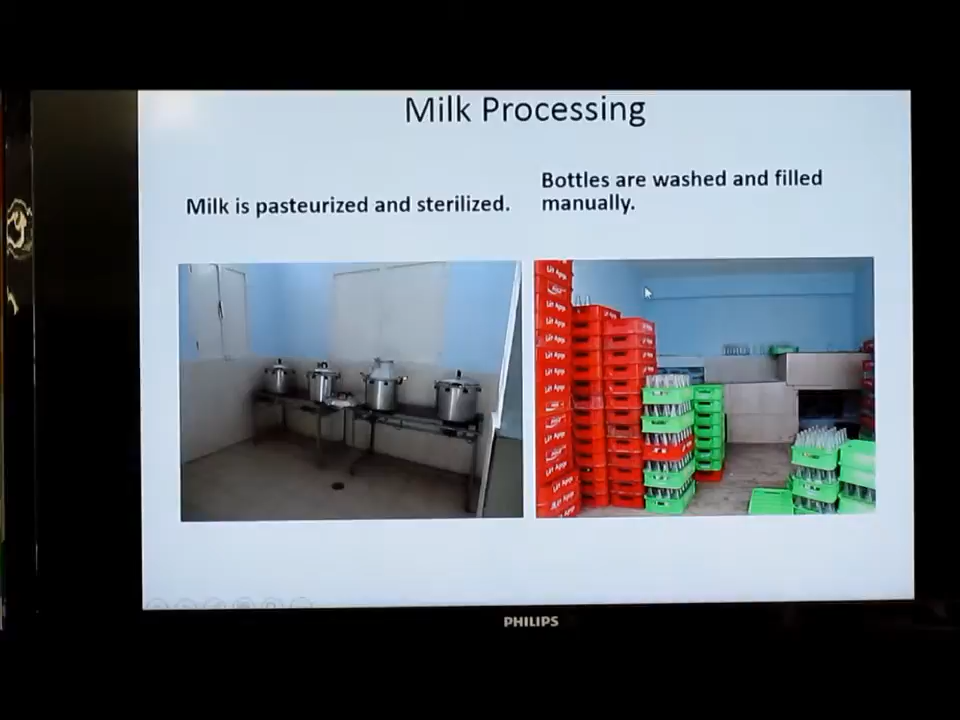 Milk Processing
Milk is pasteurized and sterilized.
Bottles are washed and filled
manually.
PHILIPS